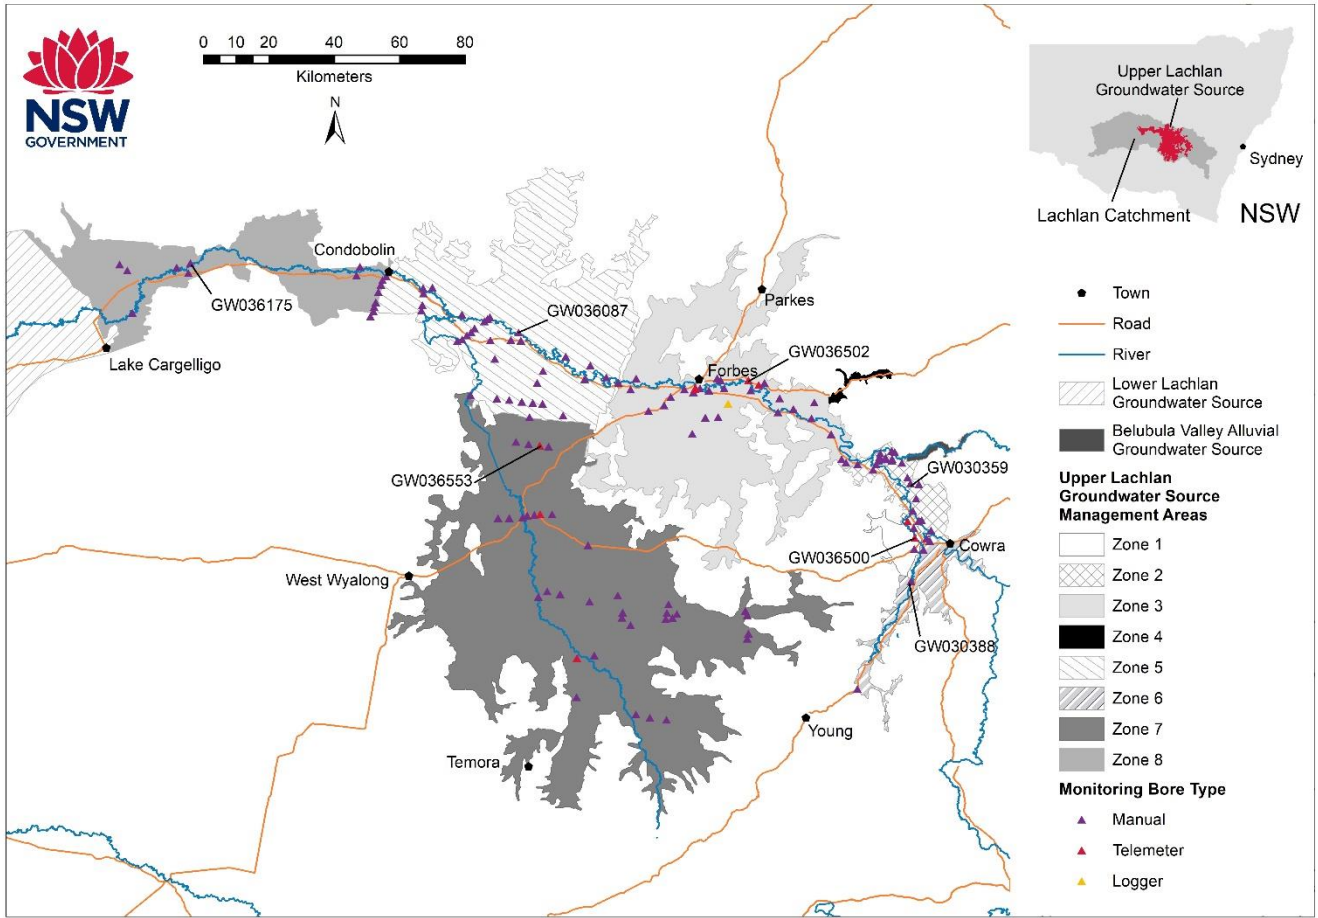 NSW
GOVERNMENT
0 10 20 40 60 80
Kilometers
N
Upper Lachlan
Groundwater Source
Sydney
Lachlan Catchment
NSW
Condobolin
GW036175
GW036087
Parkes
Lake Cargelligo
Forbes
GW036502
GW036553
GW030359
GW036500
Cowra
West Wyalong
GW030388
Young
Temora
Town
Road
River
Lower Lachlan
Groundwater Source
Belubula Valley Alluvial
Groundwater Source
Upper Lachlan
Groundwater Source
Management Areas
Zone 1
Zone 2
Zone 3
Zone 4
Zone 5
Zone 6
Zone 7
Zone 8
Monitoring Bore Type
Manual
Telemeter
Logger